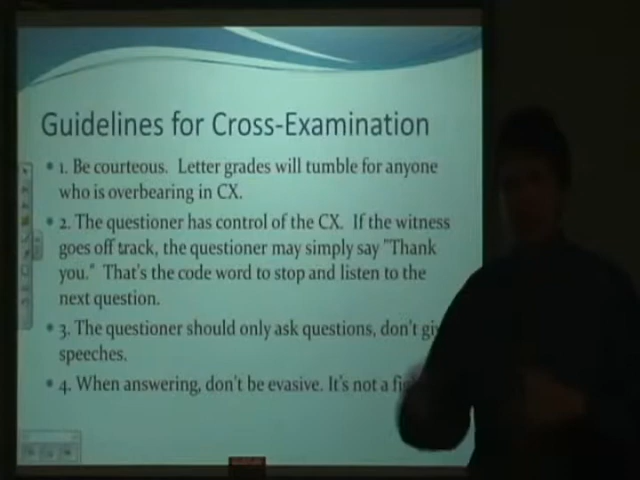 Guidelines for Cross-Examination
• 1. Be courteous. Letter grades will tumble for anyone
who is overbearing in CX.
• 2. The questioner has control of the CX. If the witness
goes off track, the questioner may simply say "Thank
you." That's the code word to stop and listen to the
next question.
• 3. The questioner should only ask questions, don't
speeches.
• 4. When answering, don't be evasive. It's not a